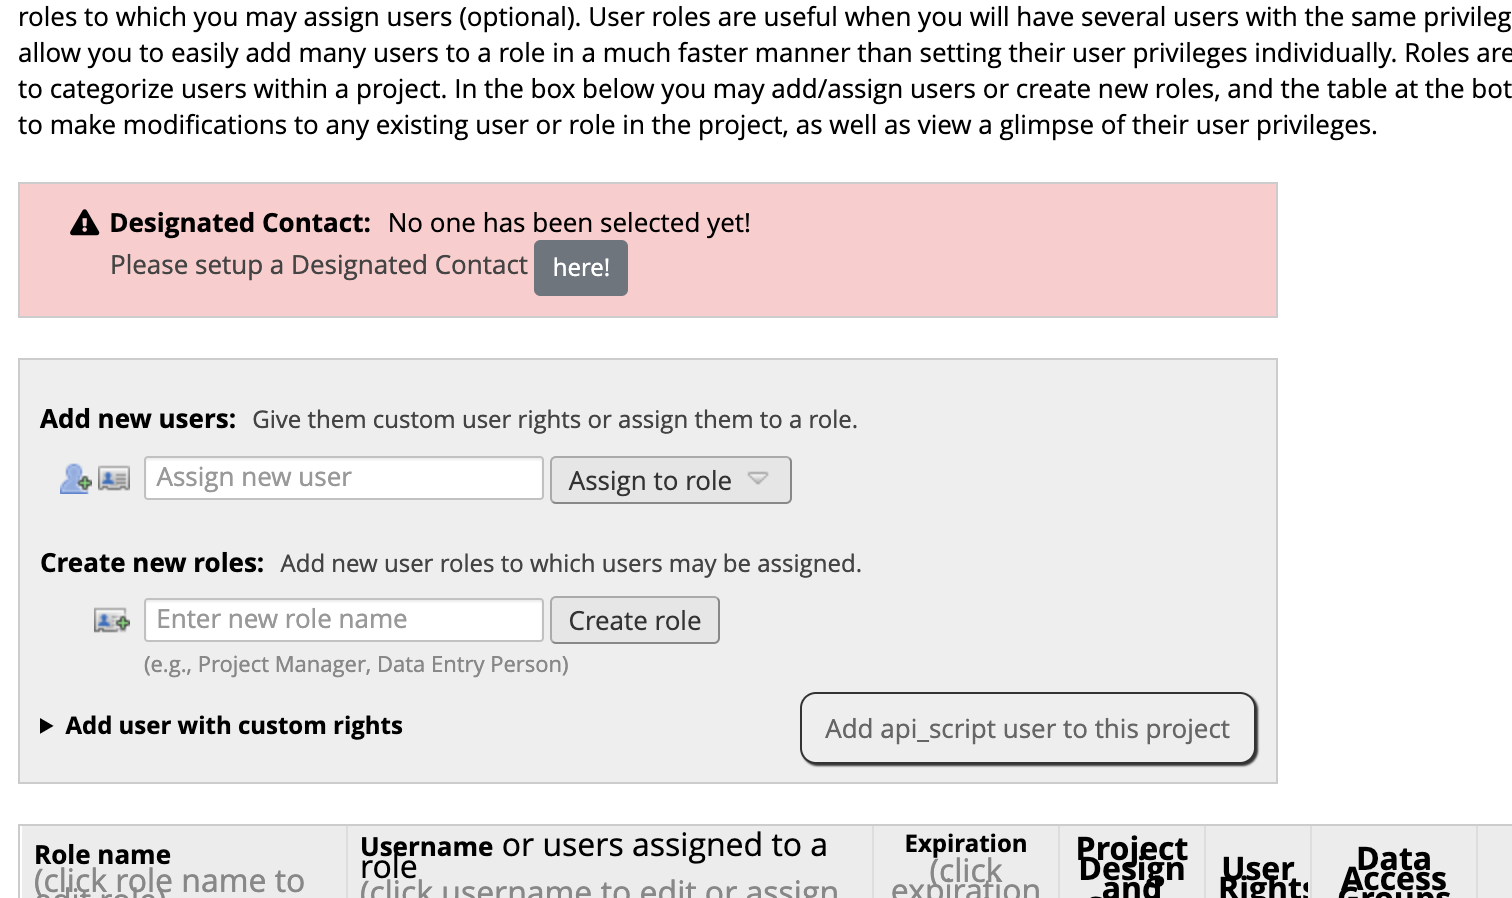 roles to which you may assign users (optional). User roles are useful when you will have several users with the same
allow you to easily add many users to a role in a much faster manner than setting their user privileges individually. Roles are
to categorize users within a project. In the box below you may add/assign users or create new roles, and the table at the
to make modifications to any existing user or role in the project, as well as view a glimpse of their user privileges.
Designated Contact: No one has been selected yet!
Please setup a Designated Contact here!
Add new users: Give them custom user rights or assign them to a role.
Assign new user Assign to role
Create new roles: Add new user roles to which users may be assigned.
Enter new role name Create role
(e.g., Project Manager, Data Entry Person)
Add user with custom rights
Add api_script user to this project
Role name
(click role name to
edit role)
Username or users assigned to a
role
(click username to edit or assign
Expiration
(click
expiration
Project
Design
and
User
Rights
Data
Access
Groups